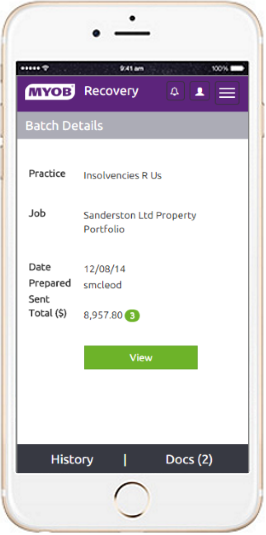 9:41 am 100%
MYOB Recovery
Batch Details
Practice Insolvencies R Us
Job Sanderston Ltd Property
Portfolio
Date 12/08/14
Prepared smcleod
Sent
Total ($) 8,957.80 3
View
History | Docs (2)